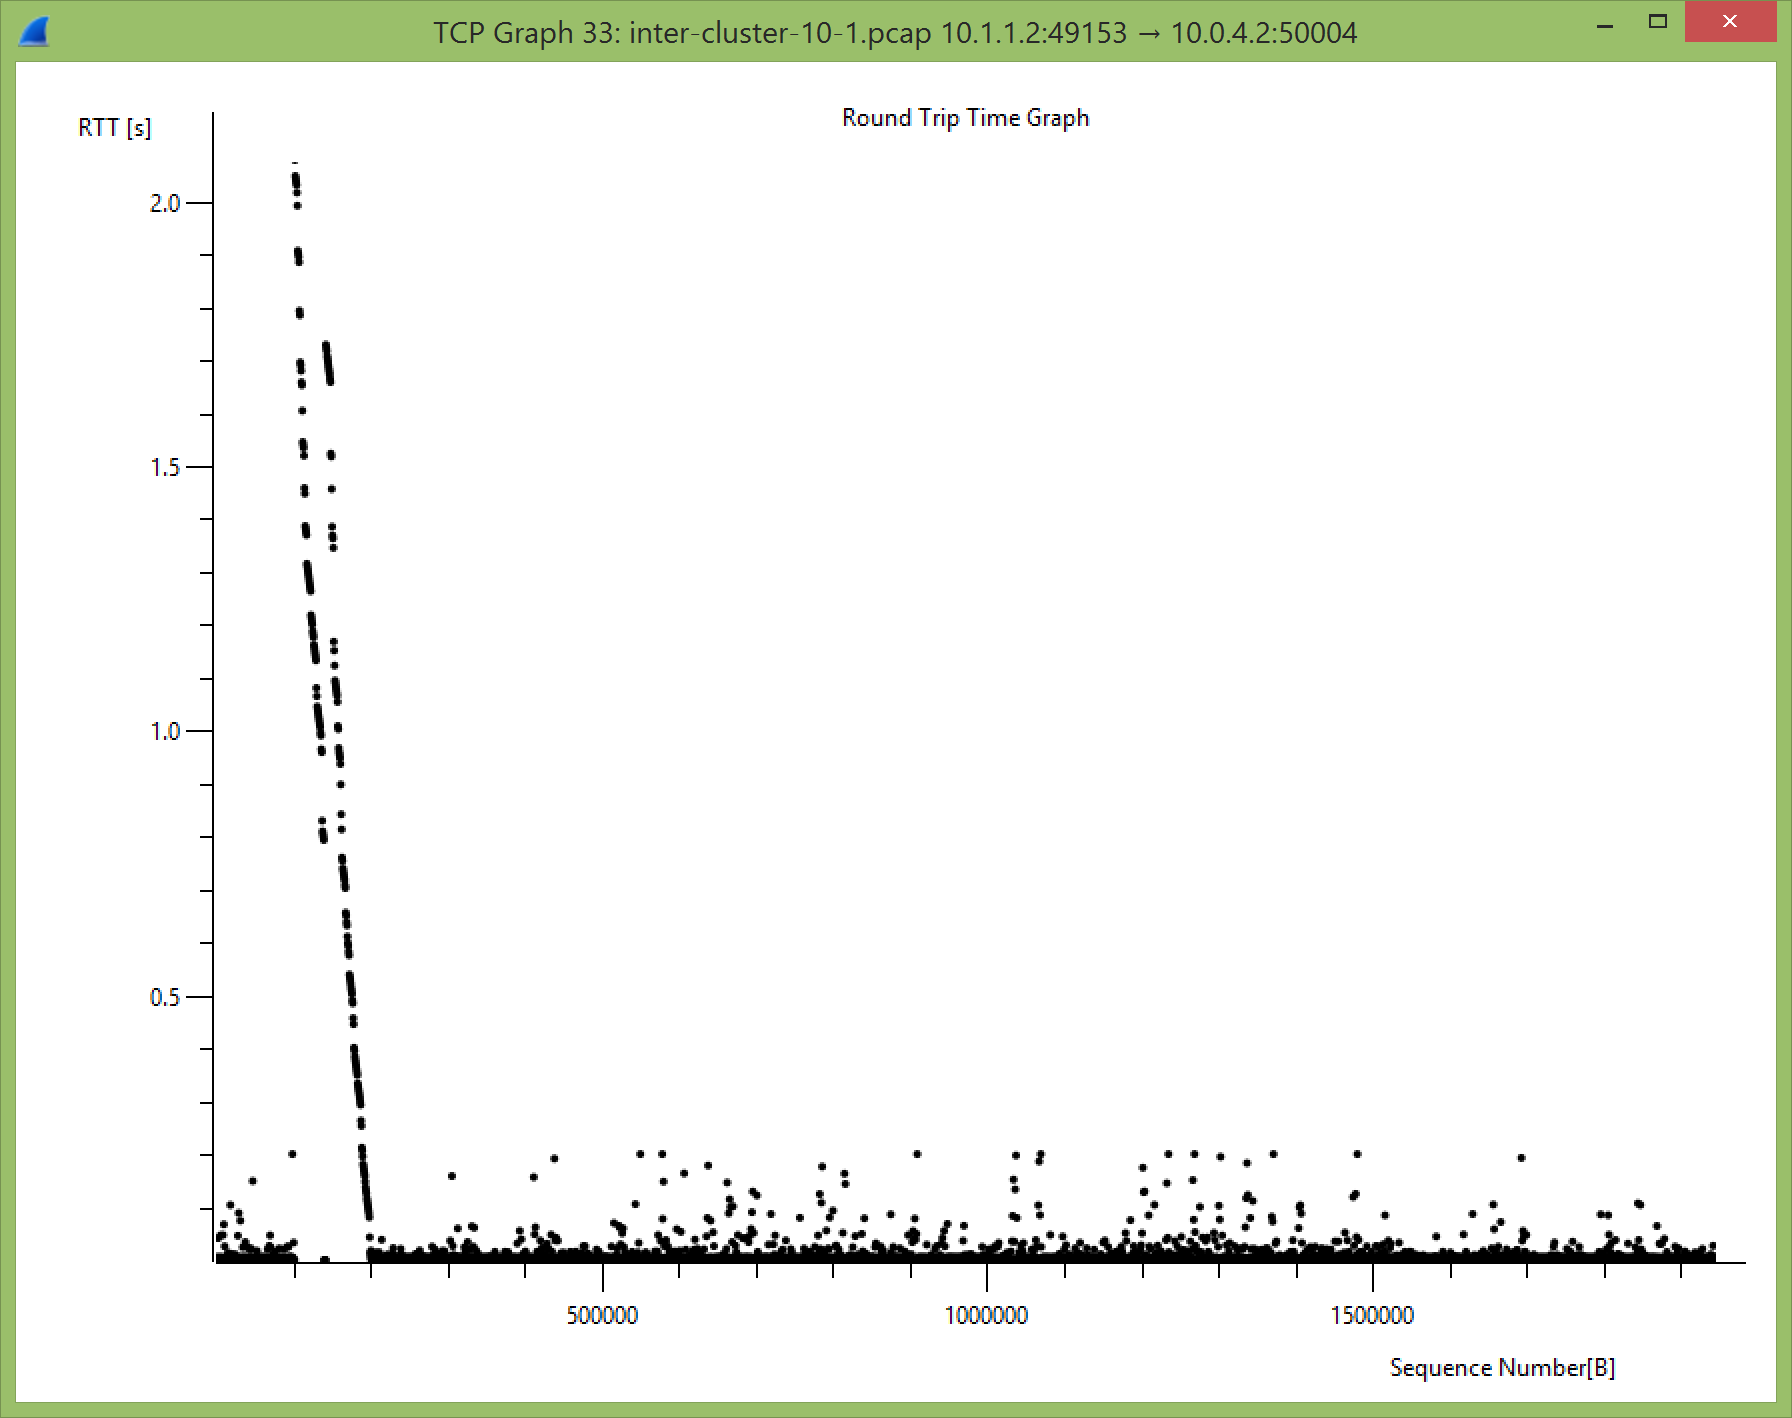 TCP Graph 33: inter-cluster-10-1.pcap 10.1.1.2:49153 → 10.0.4.2:50004
Round Trip Time Graph
RTT [s]
2.0
1.5
1.0
0.5
500000 1000000 1500000
Sequence Number[B]